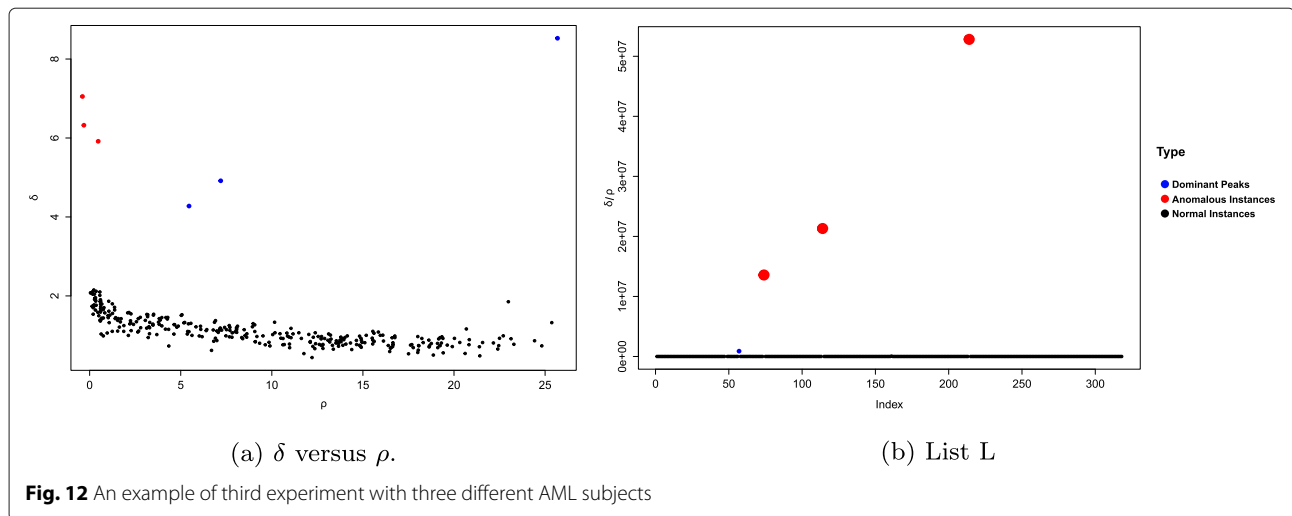 8
6
4
2
δ
0
5
10
15
20
25
ρ
(a) δ versus ρ.
5e+07
4e+07
3e+07
2e+07
1e+07
0e+00
δ/ρ
0
50
100
150
200
250
300
Index
(b) List L
Type
Dominant Peaks
Anomalous Instances
Normal Instances
Fig. 12 An example of third experiment with three different AML subjects